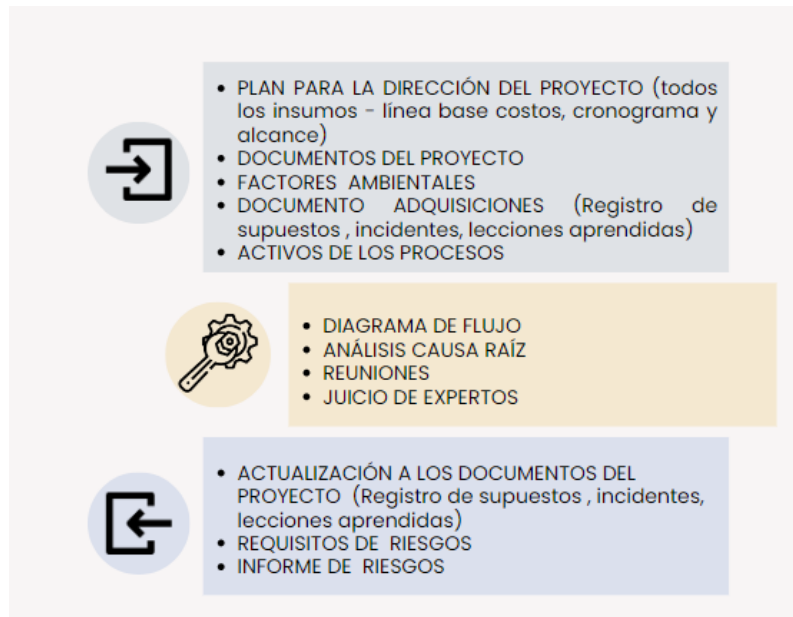 • PLAN PARA LA DIRECCIÓN DEL PROYECTO (todos
los insumos - línea base costos, cronograma y
alcance)
• DOCUMENTOS DEL PROYECTO
• FACTORES AMBIENTALES
• DOCUMENTO ADQUISICIONES (Registro de
supuestos , incidentes, lecciones aprendidas)
• ACTIVOS DE LOS PROCESOS
• DIAGRAMA DE FLUJO
• ANÁLISIS CAUSA RAÍZ
• REUNIONES
• JUICIO DE EXPERTOS
• ACTUALIZACIÓN A LOS DOCUMENTOS DEL
PROYECTO (Registro de supuestos , incidentes,
lecciones aprendidas)
• REQUISITOS DE RIESGOS
• INFORME DE RIESGOS